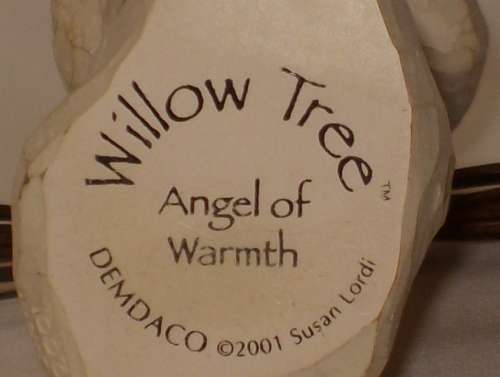 Willow Tree™
Angel of
Warmth
DEMDACO ©2001 Susan Lordi